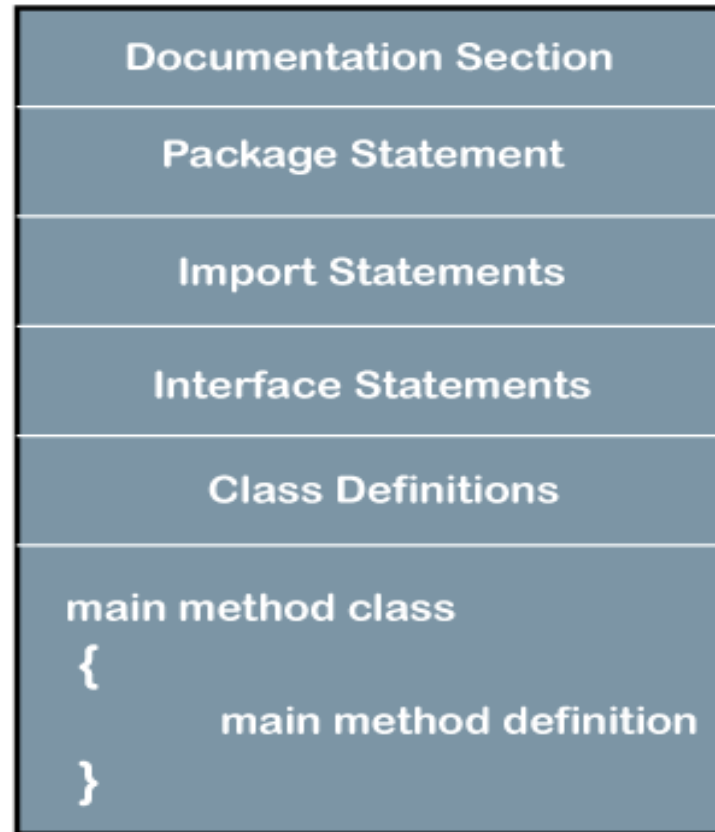 Documentation Section
Package Statement
Import Statements
Interface Statements
Class Definitions
main method class
{
main method definition
}